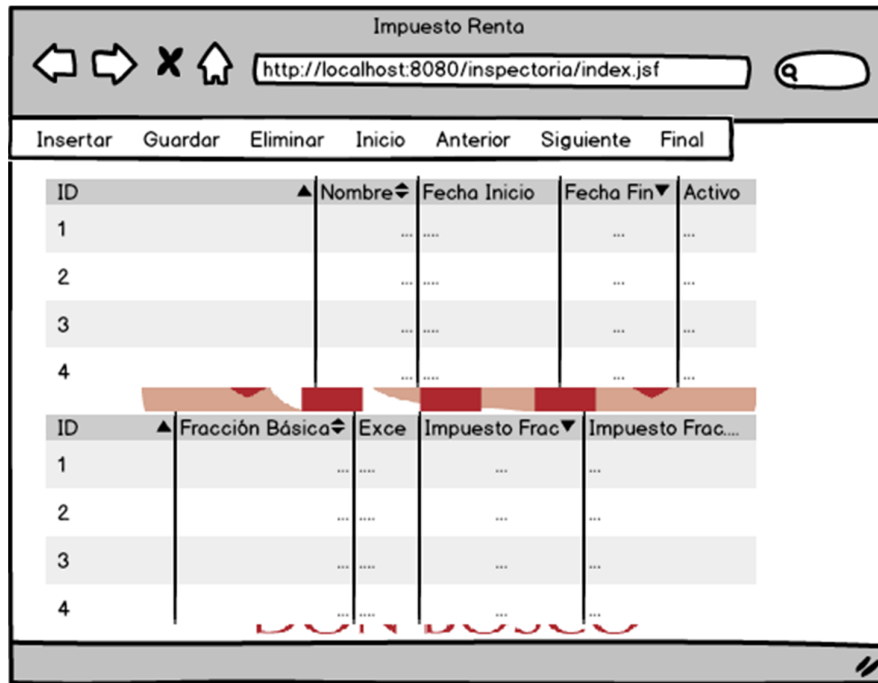 Impuesto Renta
http://localhost:8080/inspectoria/index.jsf
Insertar Guardar Eliminar Inicio Anterior Siguiente Final
ID Nombre Fecha Inicio Fecha Fin Activo
1 ... .... ... ...
2 ... .... ... ...
3 ... .... ... ...
4 ... .... ... ...
ID Fracción Básica Exce Impuesto Frac Impuesto Frac....
1 ... .... ... ...
2 ... .... ... ...
3 ... .... ... ...
4 ... .... ... ...
DON BOSCO